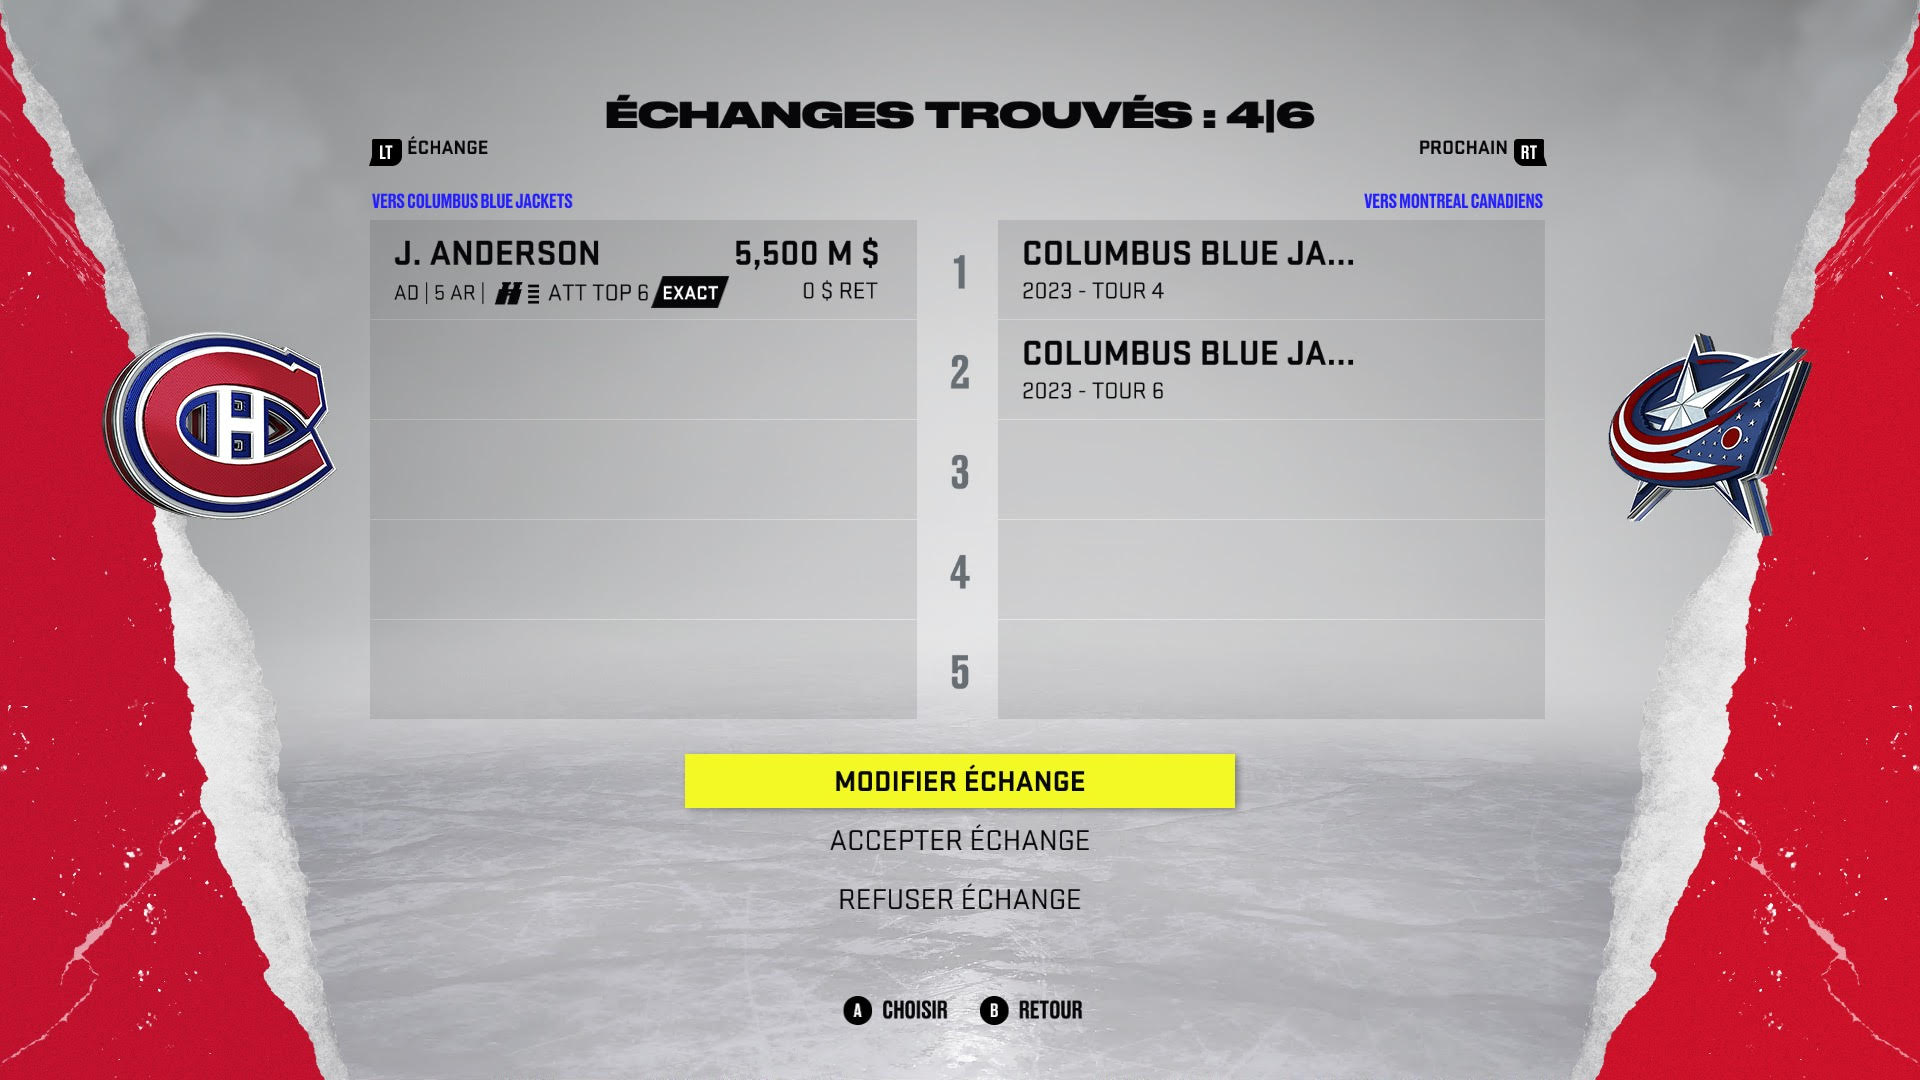 ÉCHANGES TROUVÉS : 4|6
LT ÉCHANGE
PROCHAIN RT
VERS COLUMBUS BLUE JACKETS
VERS MONTREAL CANADIENS
J. ANDERSON 5,500 M $
AD | 5 AR | ATT TOP 6 EXACT 0 $ RET
1
COLUMBUS BLUE JA...
2023 - TOUR 4
2
COLUMBUS BLUE JA...
2023 - TOUR 6
3
4
5
MODIFIER ÉCHANGE
ACCEPTER ÉCHANGE
REFUSER ÉCHANGE
A CHOISIR B RETOUR